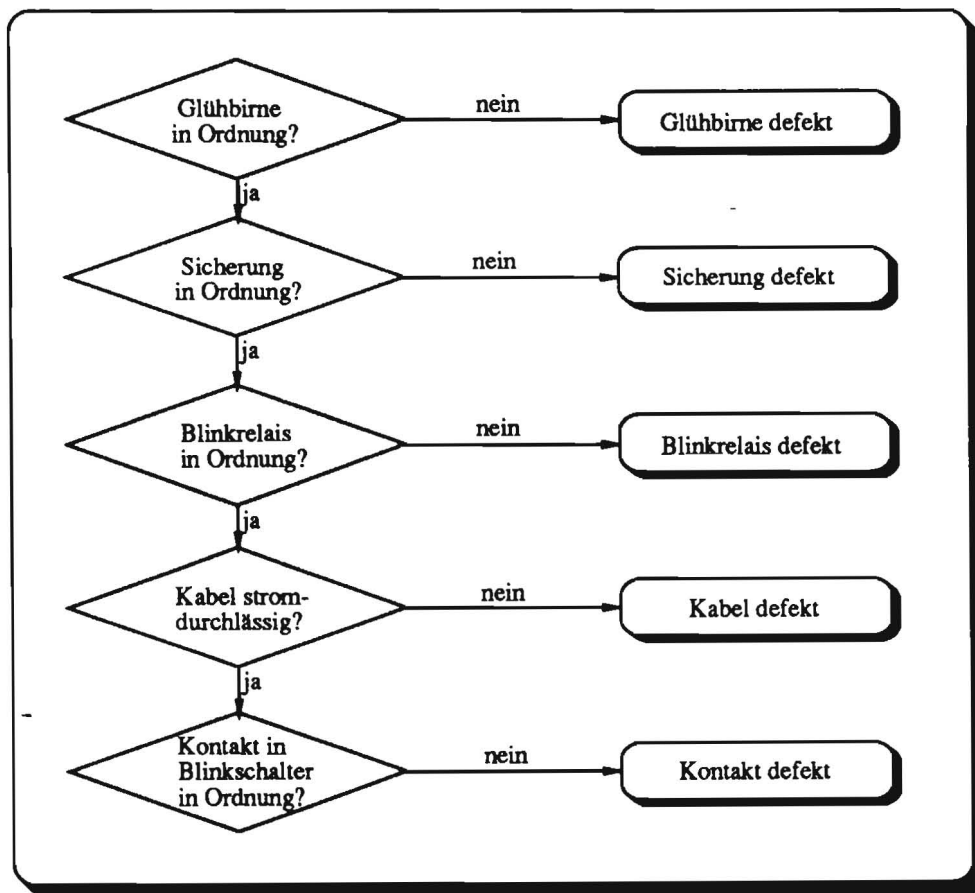 Glühbirne
in Ordnung?
nein
Glühbirne defekt
ja
Sicherung
in Ordnung?
nein
Sicherung defekt
ja
Blinkrelais
in Ordnung?
nein
Blinkrelais defekt
ja
Kabel strom-
durchlässig?
nein
Kabel defekt
ja
Kontakt in
Blinkschalter
in Ordnung?
nein
Kontakt defekt